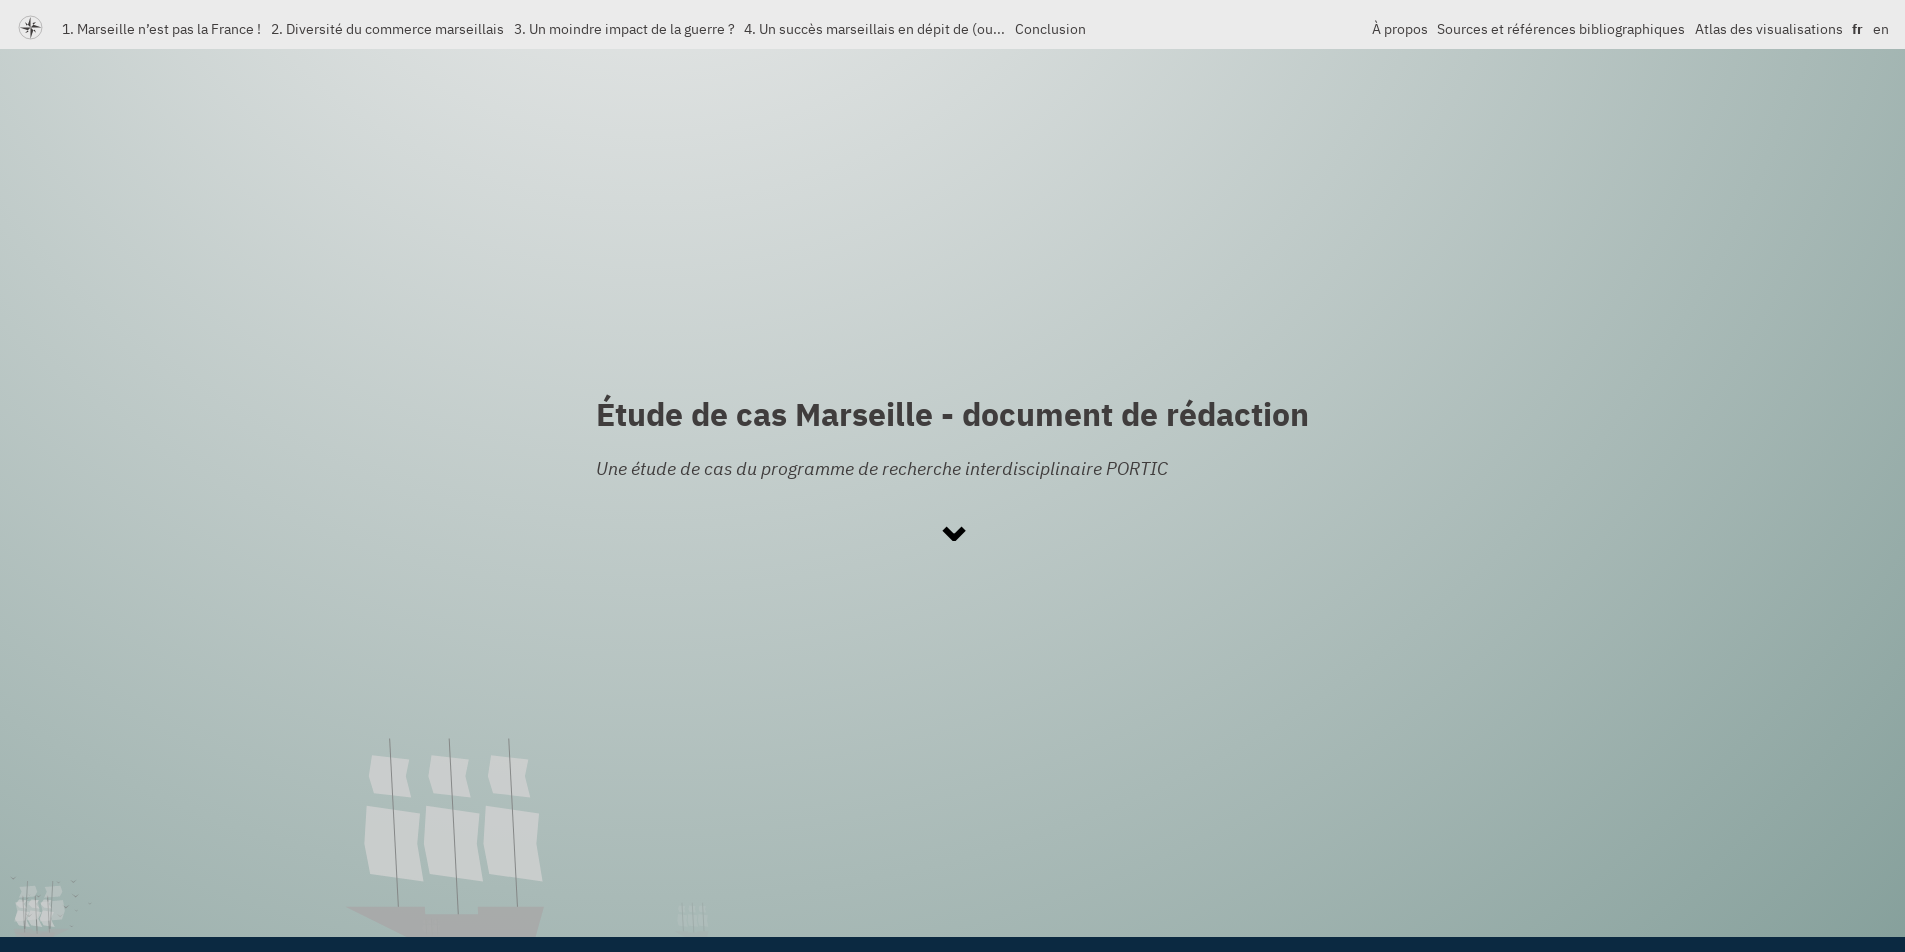 1. Marseille n’est pas la France ! 2. Diversité du commerce marseillais 3. Un moindre impact de la guerre ? 4. Un succès marseillais en dépit de (ou... Conclusion À propos Sources et références bibliographiques Atlas des visualisations fr en
Étude de cas Marseille - document de rédaction
Une étude de cas du programme de recherche interdisciplinaire PORTIC